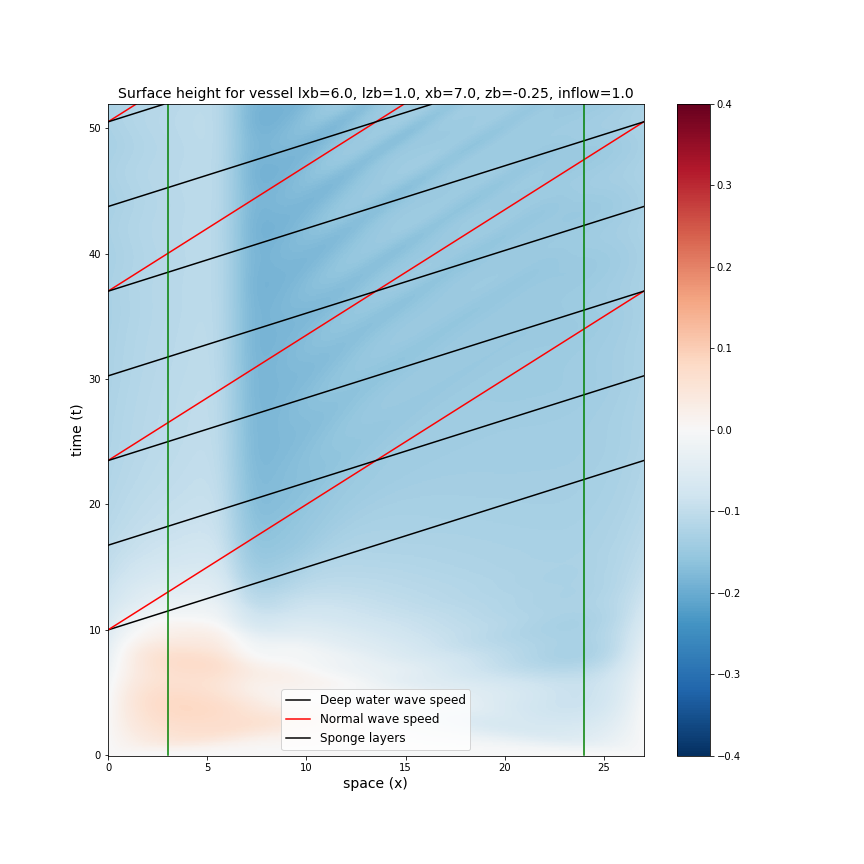 Surface height for vessel lxb=6.0, lzb=1.0, xb=7.0, zb=-0.25, inflow=1.0
time (t)
50
40
30
20
10
0
0 5 10 15 20 25
space (x)
Deep water wave speed
Normal wave speed
Sponge layers
0.4
0.3
0.2
0.1
0.0
−0.1
−0.2
−0.3
−0.4